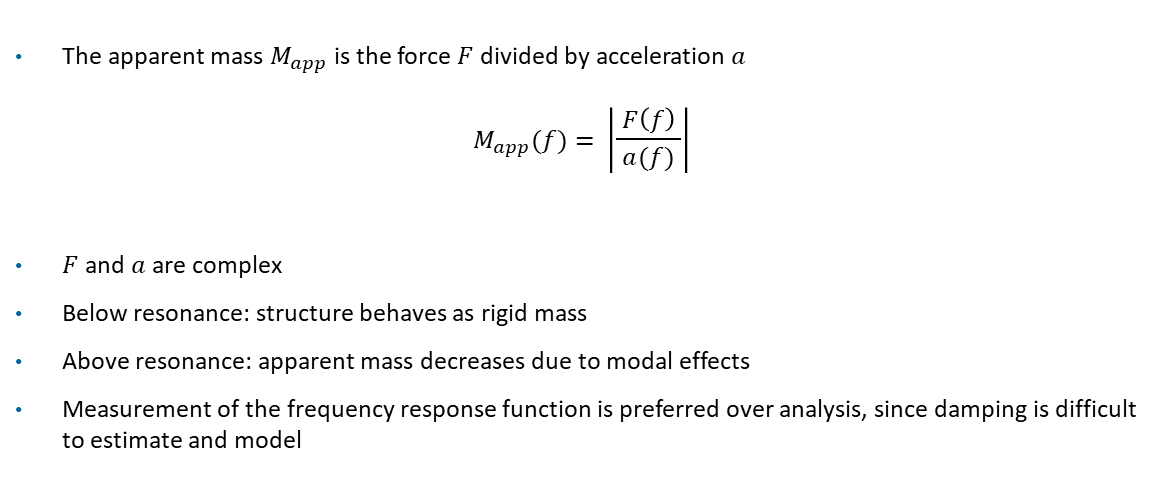 • The apparent mass M_app is the force F divided by acceleration a
M_app(f) = |F(f)/a(f)|
• F and a are complex
• Below resonance: structure behaves as rigid mass
• Above resonance: apparent mass decreases due to modal effects
• Measurement of the frequency response function is preferred over analysis, since damping is difficult
to estimate and model